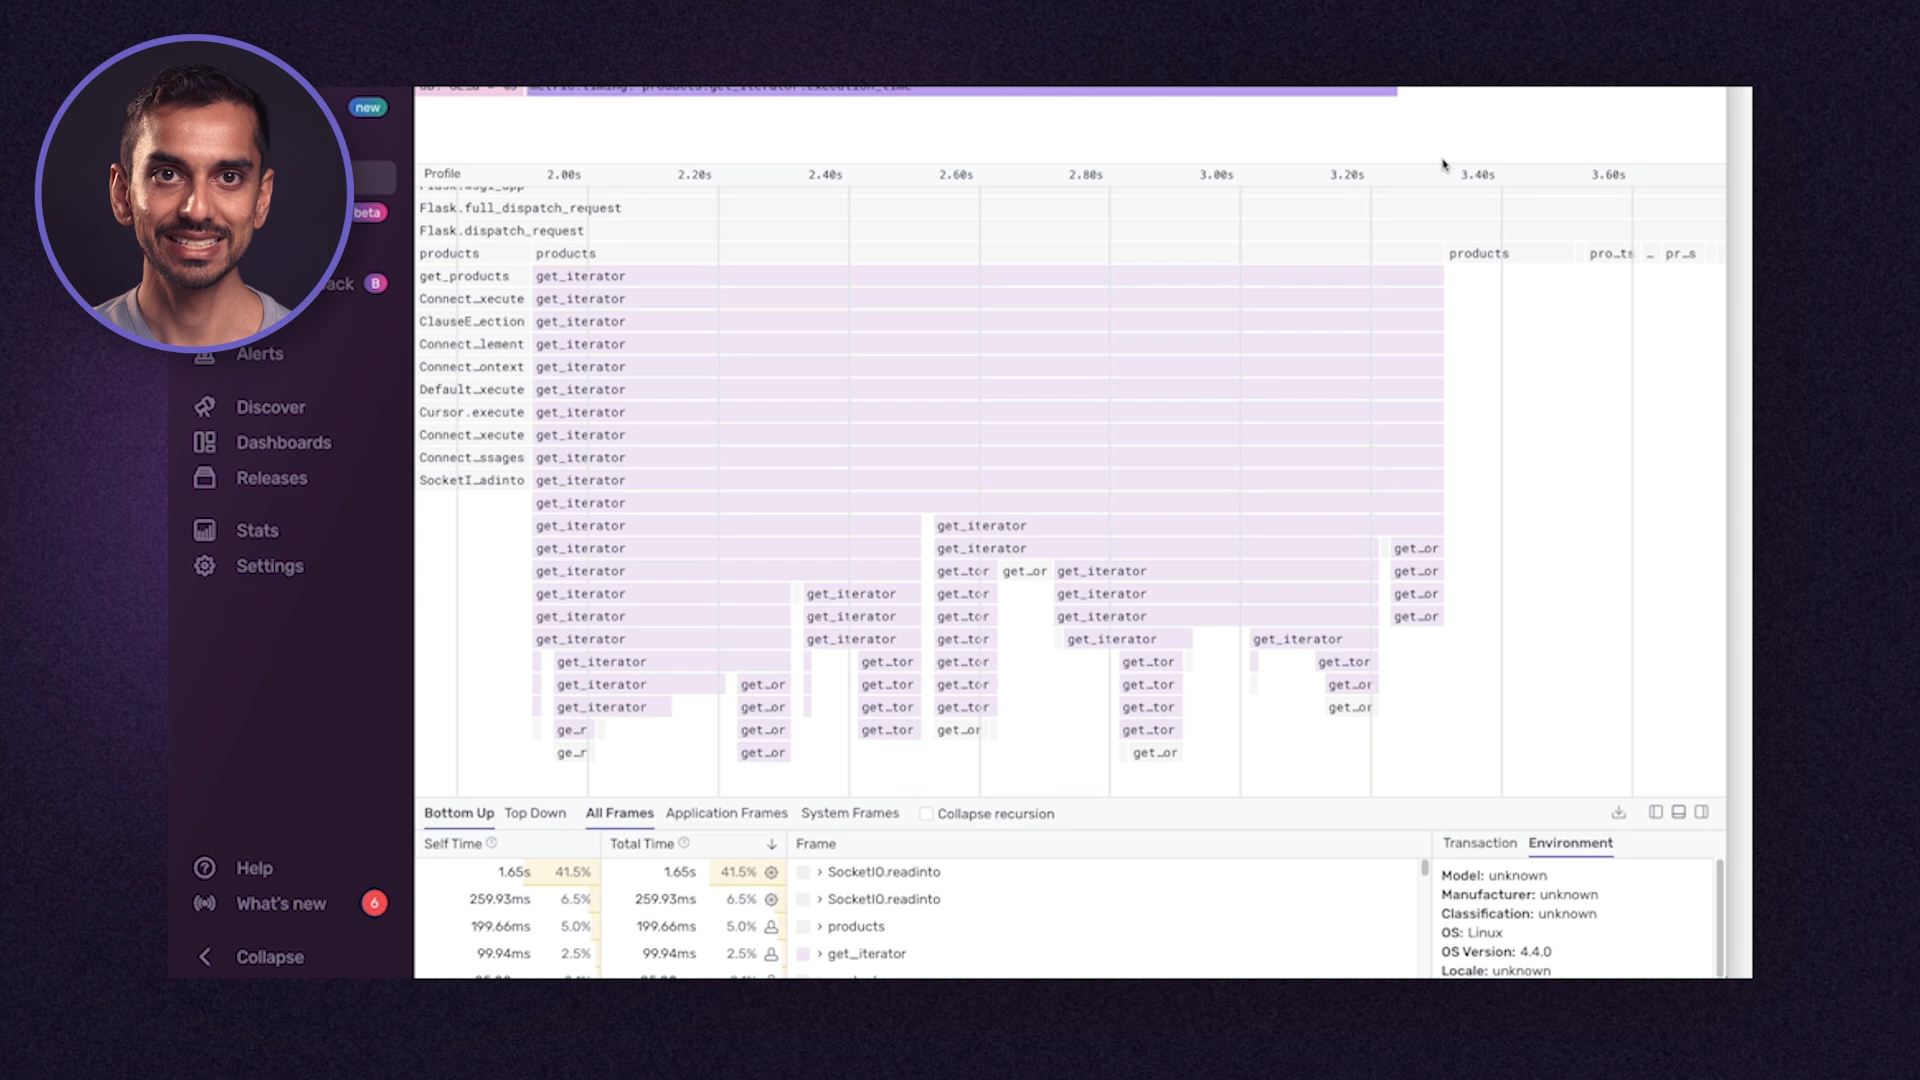 new
beta
ack B
Alerts
Discover
Dashboards
Releases
Stats
Settings
Help
What's new 6
Collapse
metric.timing: products.get_iterator.execution_time
Profile 2.00s 2.20s 2.40s 2.60s 2.80s 3.00s 3.20s 3.40s 3.60s
Flask.wsgi_app
Flask.full_dispatch_request
Flask.dispatch_request
products products products pro…ts … pr…s
get_products get_iterator
Connect…xecute get_iterator
ClauseE…ection get_iterator
Connect…lement get_iterator
Connect…ontext get_iterator
Default…xecute get_iterator
Cursor.execute get_iterator
Connect…xecute get_iterator
Connect…ssages get_iterator
SocketI…adinto get_iterator
get_iterator
get_iterator get_iterator
get_iterator get_iterator get…or
get_iterator get…tor get…or get_iterator get…or
get_iterator get_iterator get…tor get_iterator get…or
get_iterator get_iterator get…tor get_iterator get…or
get_iterator get_iterator get…tor get_iterator get_iterator
get_iterator get…tor get…tor get…tor get…tor
get_iterator get…or get…tor get…tor get…tor get…or
get_iterator get…or get…tor get…tor get…tor get…or
ge…r get…or get…tor get…or get…tor
ge…r get…or get…or
Bottom Up Top Down All Frames Application Frames System Frames Collapse recursion
Self Time Total Time Frame
1.65s 41.5% 1.65s 41.5% SocketIO.readinto
259.93ms 6.5% 259.93ms 6.5% SocketIO.readinto
199.66ms 5.0% 199.66ms 5.0% products
99.94ms 2.5% 99.94ms 2.5% get_iterator
Transaction Environment
Model: unknown
Manufacturer: unknown
Classification: unknown
OS: Linux
OS Version: 4.4.0
Locale: unknown